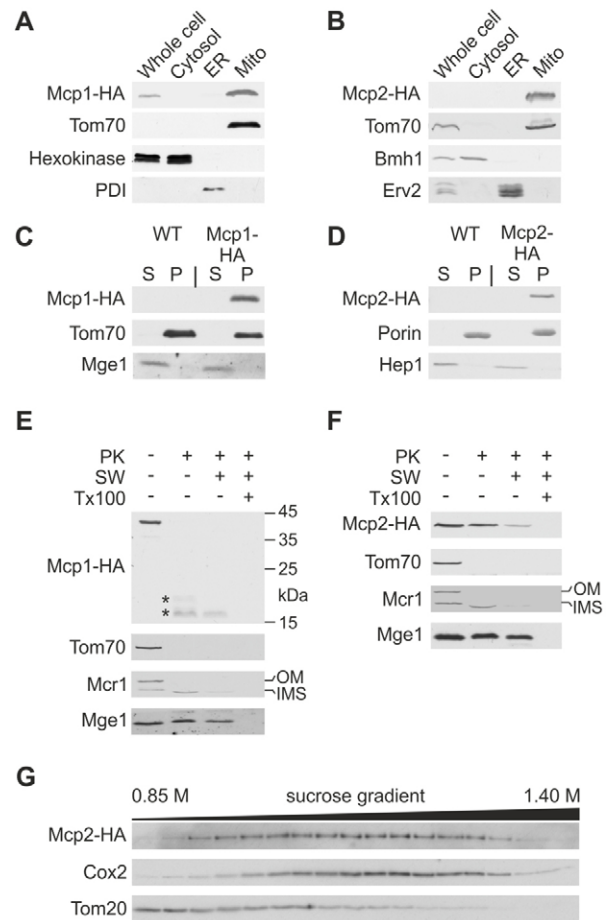 A
Whole cell Cytosol ER Mito
Mcp1-HA
Tom70
Hexokinase
PDI
B
Whole cell Cytosol ER Mito
Mcp2-HA
Tom70
Bmh1
Erv2
C
WT Mcp1-
HA
S P | S P
Mcp1-HA
Tom70
Mge1
D
WT Mcp2-
HA
S P | S P
Mcp2-HA
Porin
Hep1
E
PK - + + +
SW - - + +
Tx100 - - - +
45
35
25
kDa
15
Mcp1-HA
*
*
Tom70
Mcr1 OM
IMS
Mge1
F
PK - + + +
SW - - + +
Tx100 - - - +
Mcp2-HA
Tom70
Mcr1 OM
IMS
Mge1
G
0.85 M sucrose gradient 1.40 M
Mcp2-HA
Cox2
Tom20